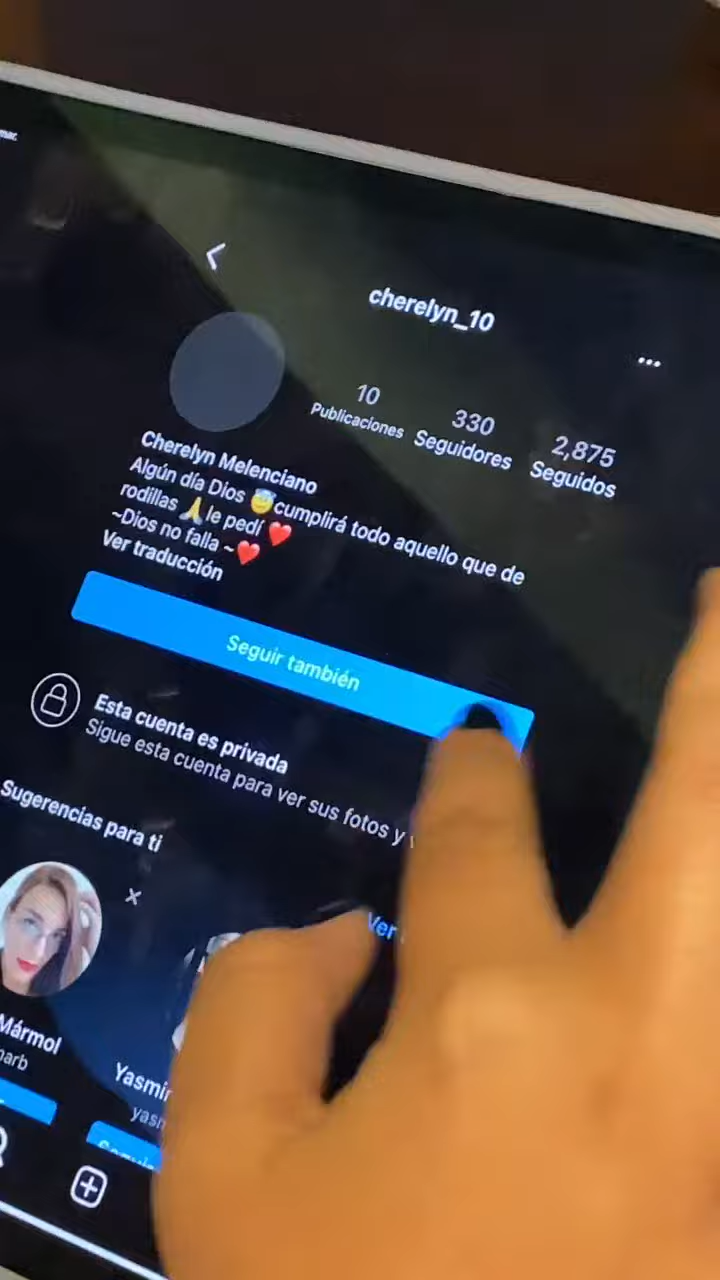 cherelyn_10
10
330
2,875
Publicaciones
Seguidores
Seguidos
Cherelyn Melenciano
Algún día Dios 😇cumplirá todo aquello que de
rodillas 🙏le pedí ❤️
~Dios no falla ~❤️
Ver traducción
Seguir también
Esta cuenta es privada
Sigue esta cuenta para ver sus fotos y
Sugerencias para ti
Ver
Mármol